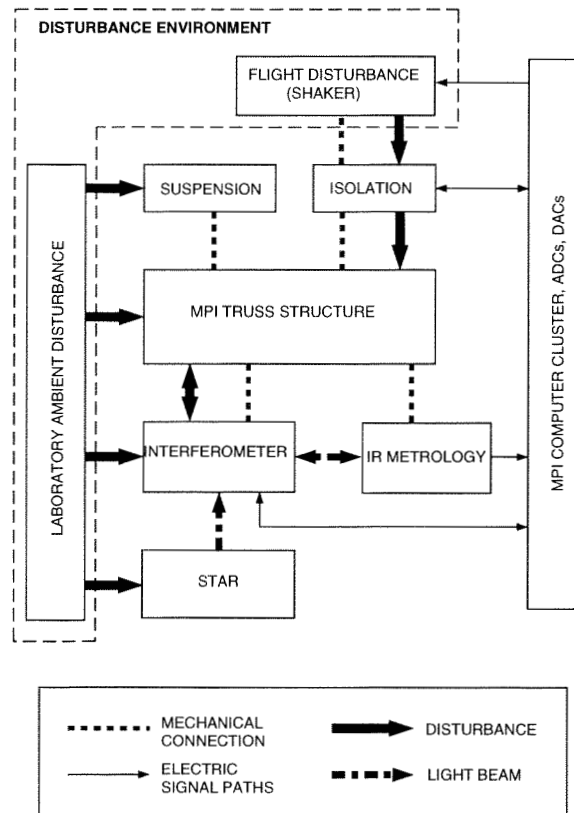 DISTURBANCE ENVIRONMENT
FLIGHT DISTURBANCE
(SHAKER)
SUSPENSION
ISOLATION
MPI TRUSS STRUCTURE
INTERFEROMETER
IR METROLOGY
STAR
LABORATORY AMBIENT DISTURBANCE
MPI COMPUTER CLUSTER, ADCs, DACs
MECHANICAL
CONNECTION
DISTURBANCE
ELECTRIC
SIGNAL PATHS
LIGHT BEAM